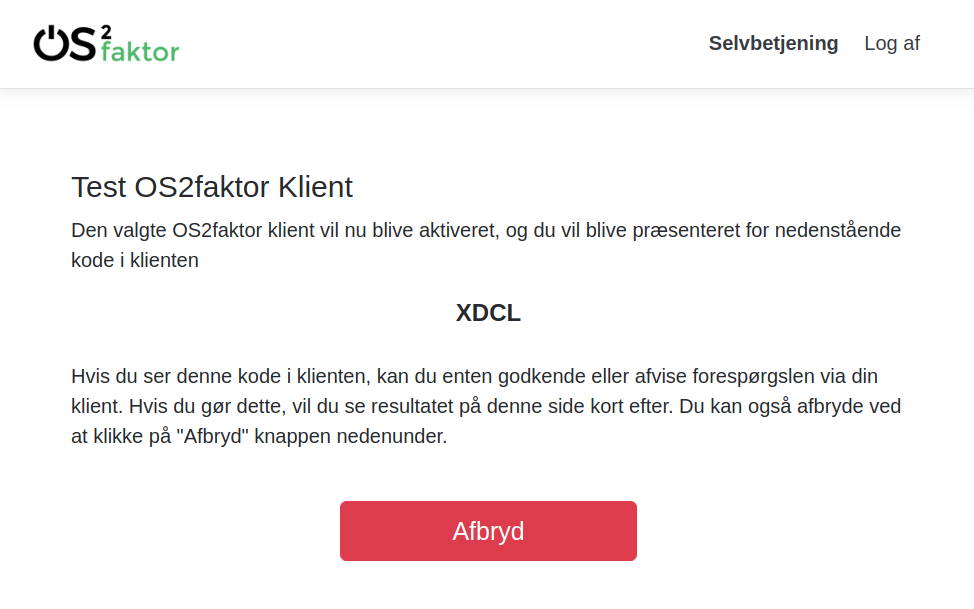 OS2faktor
Selvbetjening
Log af
Test OS2faktor Klient
Den valgte OS2faktor klient vil nu blive aktiveret, og du vil blive præsenteret for nedenstående
kode i klienten
XDCL
Hvis du ser denne kode i klienten, kan du enten godkende eller afvise forespørgslen via din
klient. Hvis du gør dette, vil du se resultatet på denne side kort efter. Du kan også afbryde ved
at klikke på "Afbryd" knappen nedenunder.
Afbryd